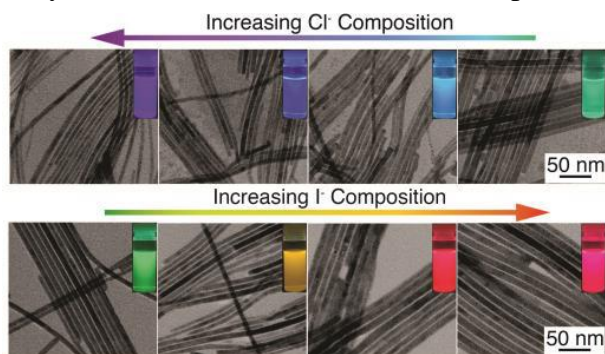 Increasing Cl⁻ Composition
50 nm
Increasing I⁻ Composition
50 nm